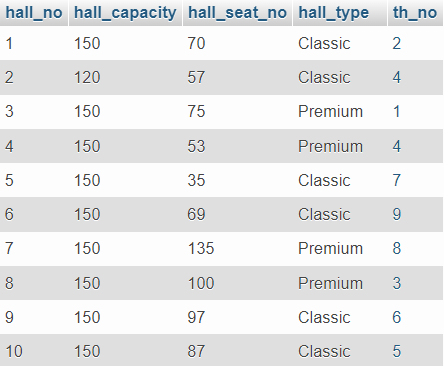 hall_no hall_capacity hall_seat_no hall_type th_no
1 150 70 Classic 2
2 120 57 Classic 4
3 150 75 Premium 1
4 150 53 Premium 4
5 150 35 Classic 7
6 150 69 Classic 9
7 150 135 Premium 8
8 150 100 Premium 3
9 150 97 Classic 6
10 150 87 Classic 5